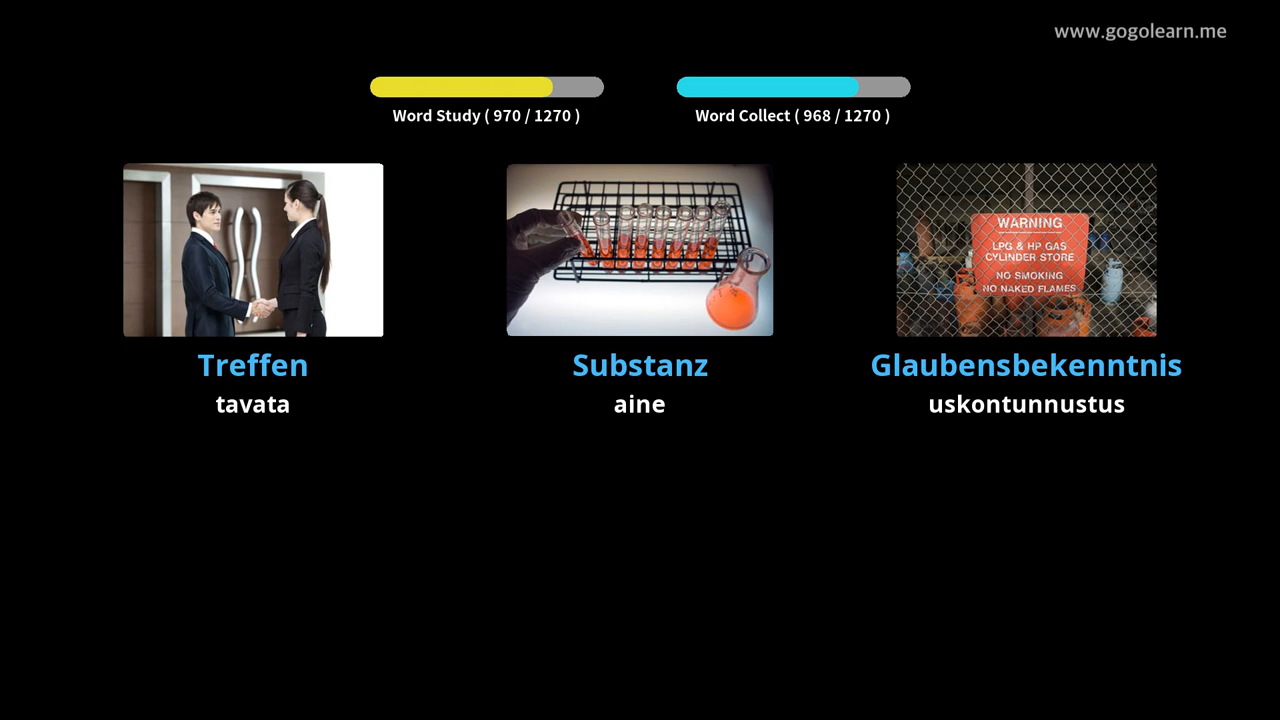 www.gogolearn.me
Word Study ( 970 / 1270 )
Word Collect ( 968 / 1270 )
WARNING
LPG & HP GAS
CYLINDER STORE
NO SMOKING
NO NAKED FLAMES
Treffen
Substanz
Glaubensbekenntnis
tavata
aine
uskontunnustus